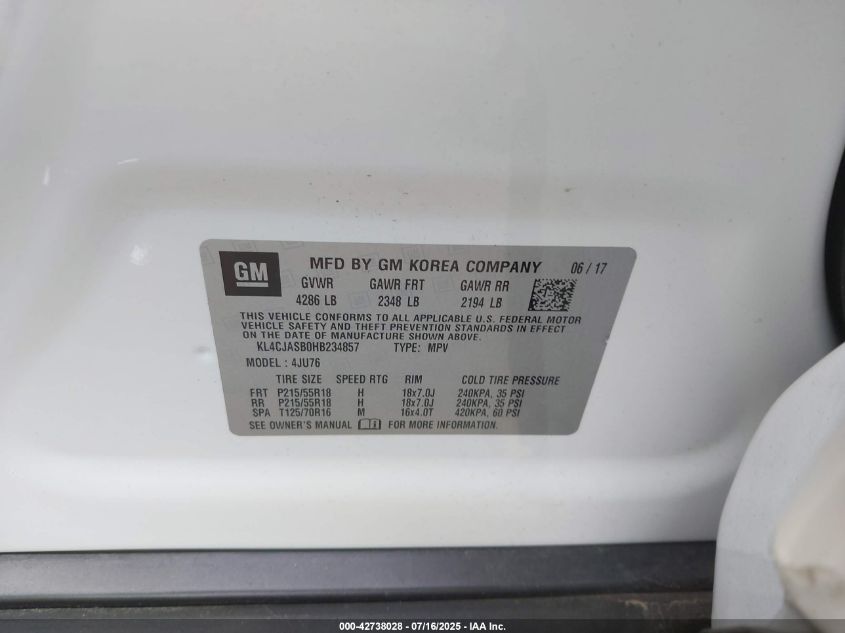 GM MFD BY GM KOREA COMPANY 06 / 17
GVWR GAWR FRT GAWR RR
4286 LB 2348 LB 2194 LB
THIS VEHICLE CONFORMS TO ALL APPLICABLE U.S. FEDERAL MOTOR
VEHICLE SAFETY AND THEFT PREVENTION STANDARDS IN EFFECT
ON THE DATE OF MANUFACTURE SHOWN ABOVE.
KL4CJASB0HB234857 TYPE: MPV
MODEL : 4JU76
TIRE SIZE SPEED RTG RIM COLD TIRE PRESSURE
FRT P215/55R18 H 18x7.0J 240KPA, 35 PSI
RR P215/55R18 H 18x7.0J 240KPA, 35 PSI
SPA T125/70R16 M 16x4.0T 420KPA, 60 PSI
SEE OWNER'S MANUAL FOR MORE INFORMATION.
000-42738028 - 07/16/2025 - IAA Inc.